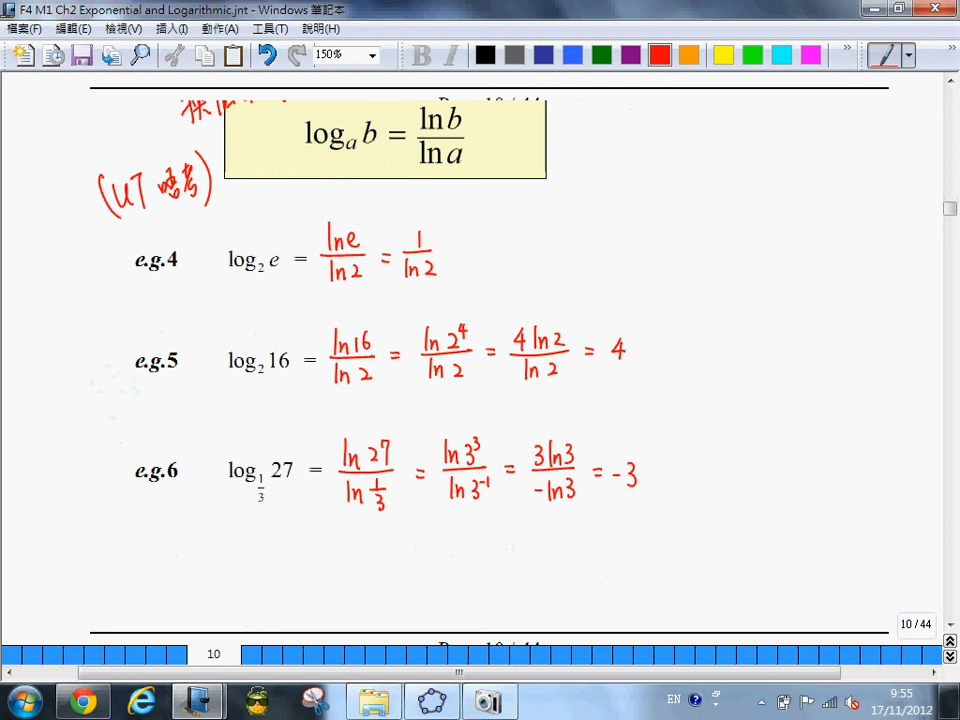 F4 M1 Ch2 Exponential and Logarithmic.jnt - Windows 筆記本
檔案(F) 編輯(E) 檢視(V) 插入(I) 動作(A) 工具(T) 說明(H)
150% B I
log_a b = ln b / ln a
(UT 唔考)
e.g.4 log_2 e = ln e / ln 2 = 1 / ln 2
e.g.5 log_2 16 = ln 16 / ln 2 = ln 2^4 / ln 2 = 4 ln 2 / ln 2 = 4
e.g.6 log_{1/3} 27 = ln 27 / ln 1/3 = ln 3^3 / ln 3^-1 = 3 ln 3 / -ln 3 = -3
10 / 44
10
EN
9:55
17/11/2012